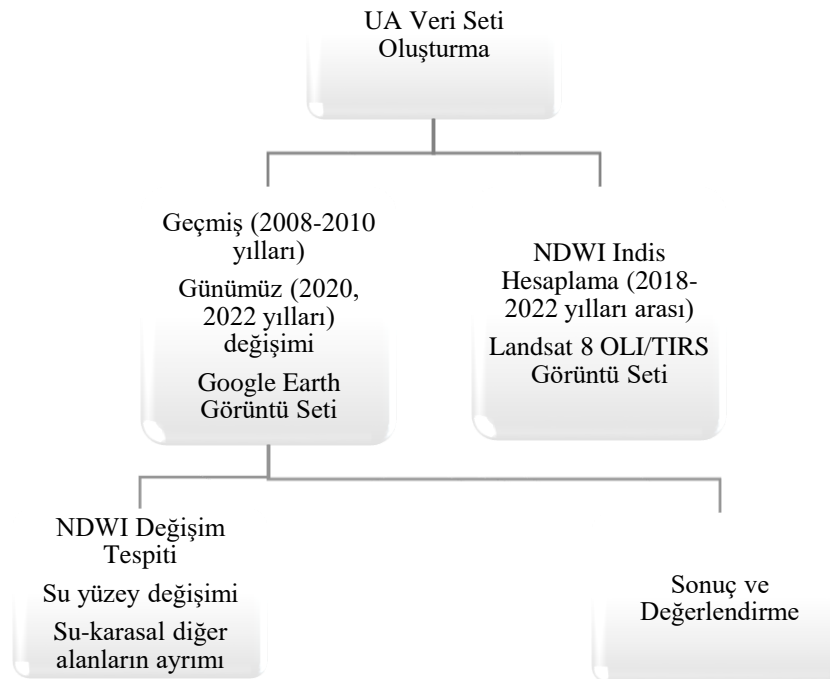 UA Veri Seti
Oluşturma
Geçmiş (2008-2010
yılları)
Günümüz (2020,
2022 yılları)
değişimi
Google Earth
Görüntü Seti
NDWI Indis
Hesaplama (2018-
2022 yılları arası)
Landsat 8 OLI/TIRS
Görüntü Seti
NDWI Değişim
Tespiti
Su yüzey değişimi
Su-karasal diğer
alanların ayrımı
Sonuç ve
Değerlendirme